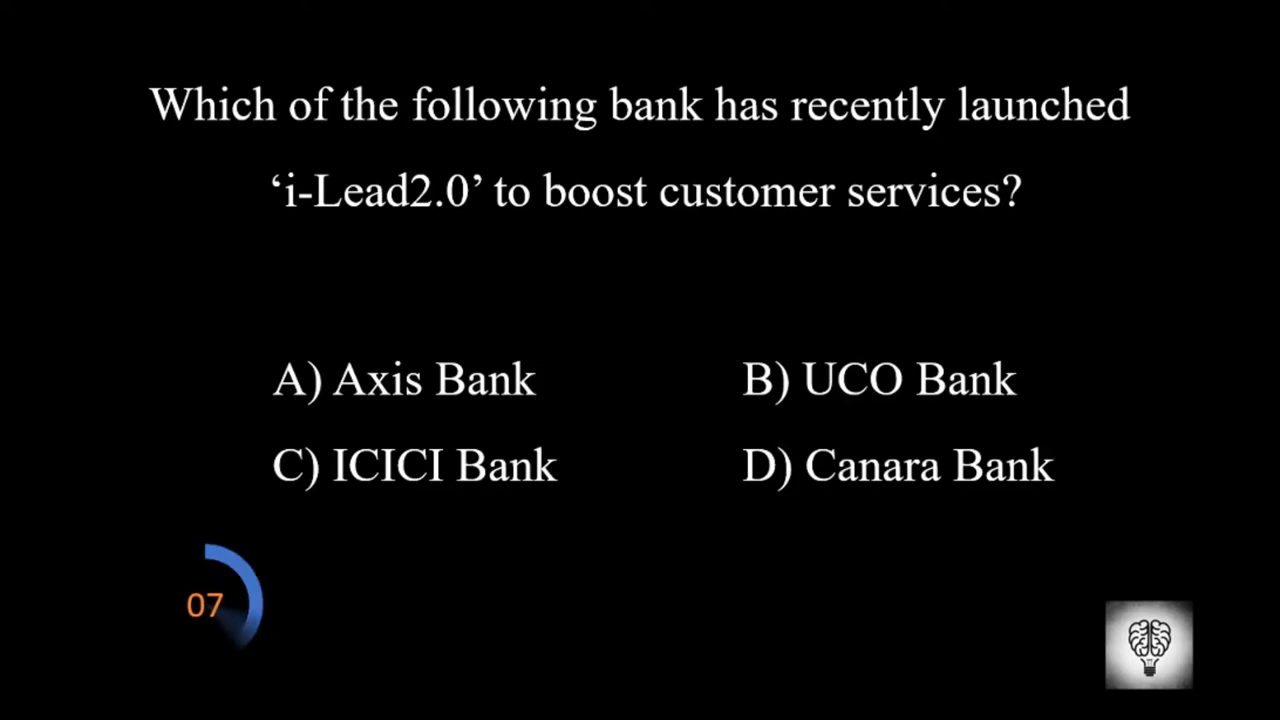 Which of the following bank has recently launched
‘i-Lead2.0’ to boost customer services?
A) Axis Bank B) UCO Bank
C) ICICI Bank D) Canara Bank
07